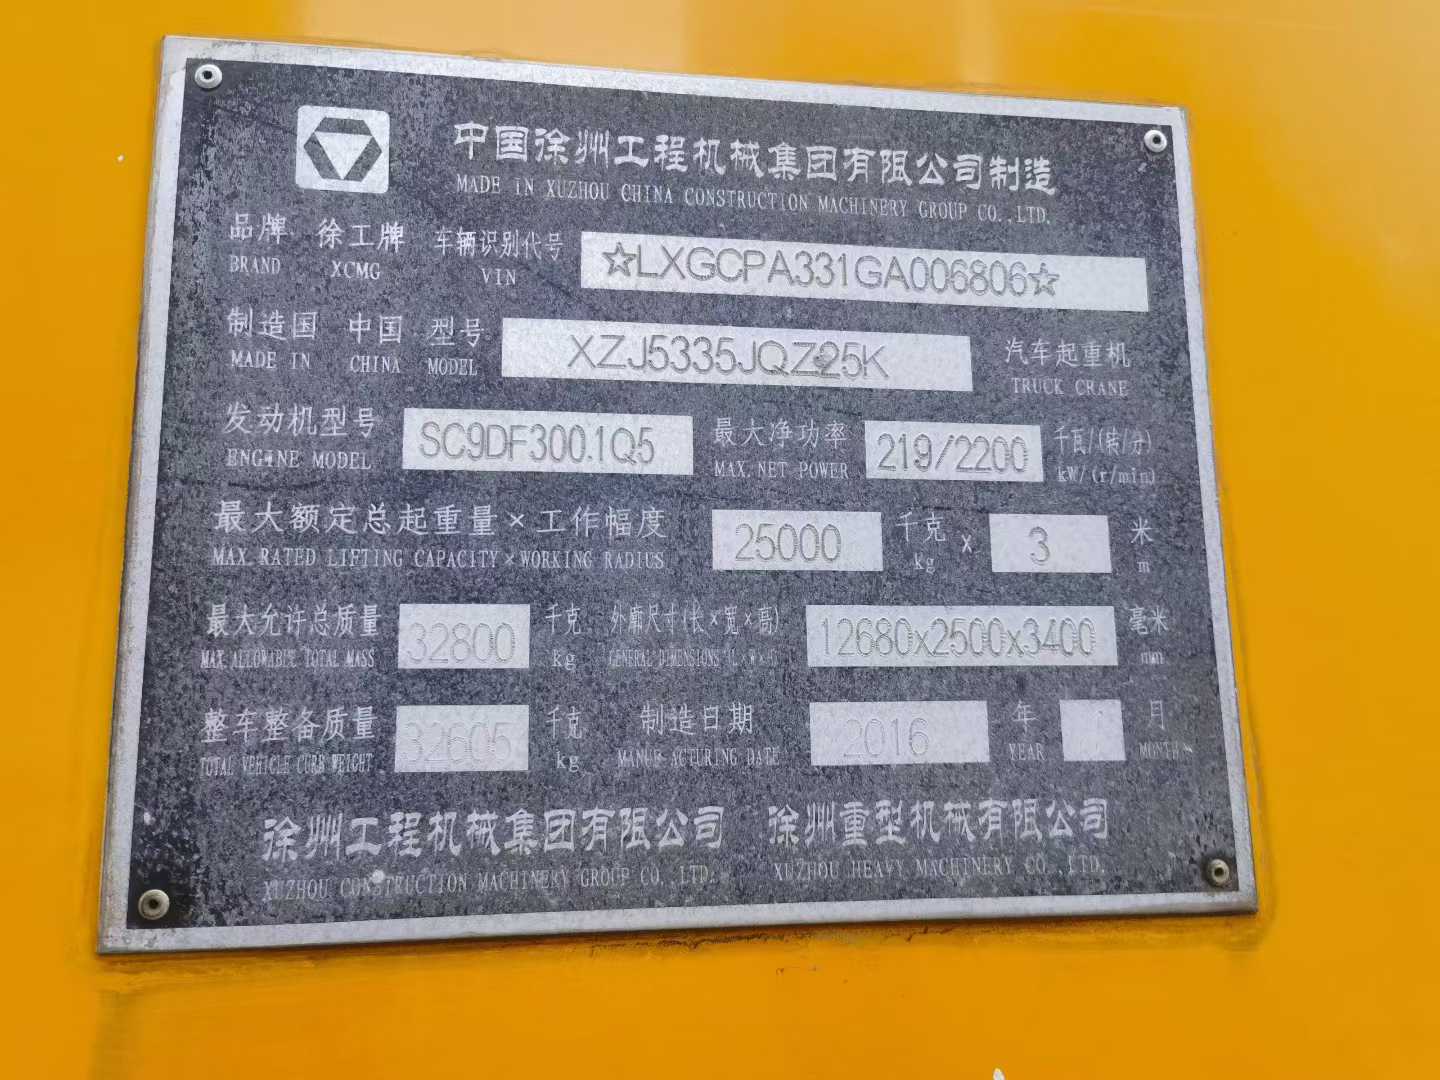 中国徐州工程机械集团有限公司制造
MADE IN XUZHOU CHINA CONSTRUCTION MACHINERY GROUP CO.,LTD.
品牌 徐工牌 车辆识别代号 ☆LXGCPA331GA006806☆
BRAND XCMG VIN
制造国 中国 型号 XZJ5335JQZ25K 汽车起重机
MADE IN CHINA MODEL TRUCK CRANE
发动机型号 SC9DF300.1Q5 最大净功率 219/2200 千瓦/(转/分)
ENGINE MODEL MAX.NET POWER kW/(r/min)
最大额定总起重量×工作幅度 25000 千克 × 3 米
MAX.RATED LIFTING CAPACITY×WORKING RADIUS kg m
最大允许总质量 32800 千克 外廓尺寸(长×宽×高) 12680x2500x3400 毫米
MAX.ALLOWABLE TOTAL MASS kg GENERAL DIMENSIONS (L×W×H) mm
整车整备质量 32605 千克 制造日期 2016 年 1 月
TOTAL VEHICLE CURB WEIGHT kg MANUFACTURING DATE YEAR MONTH
徐州工程机械集团有限公司 徐州重型机械有限公司
XUZHOU CONSTRUCTION MACHINERY GROUP CO.,LTD. XUZHOU HEAVY MACHINERY CO.,LTD.